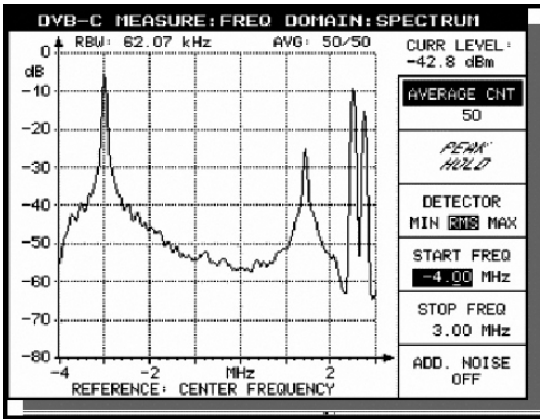 DVB-C MEASURE:FREQ DOMAIN:SPECTRUM
RBW: 62.07 kHz AVG: 50/50
CURR LEVEL:
-42.8 dBm
AVERAGE CNT
50
PEAK
HOLD
DETECTOR
MIN RMS MAX
START FREQ
-4.00 MHz
STOP FREQ
3.00 MHz
ADD. NOISE
OFF
0
dB
-10
-20
-30
-40
-50
-60
-70
-80
-4 -2 MHz 2
REFERENCE: CENTER FREQUENCY